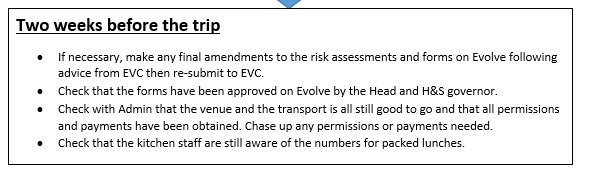 Two weeks before the trip
• If necessary, make any final amendments to the risk assessments and forms on Evolve following
advice from EVC then re-submit to EVC.
• Check that the forms have been approved on Evolve by the Head and H&S governor.
• Check with Admin that the venue and the transport is all still good to go and that all permissions
and payments have been obtained. Chase up any permissions or payments needed.
• Check that the kitchen staff are still aware of the numbers for packed lunches.